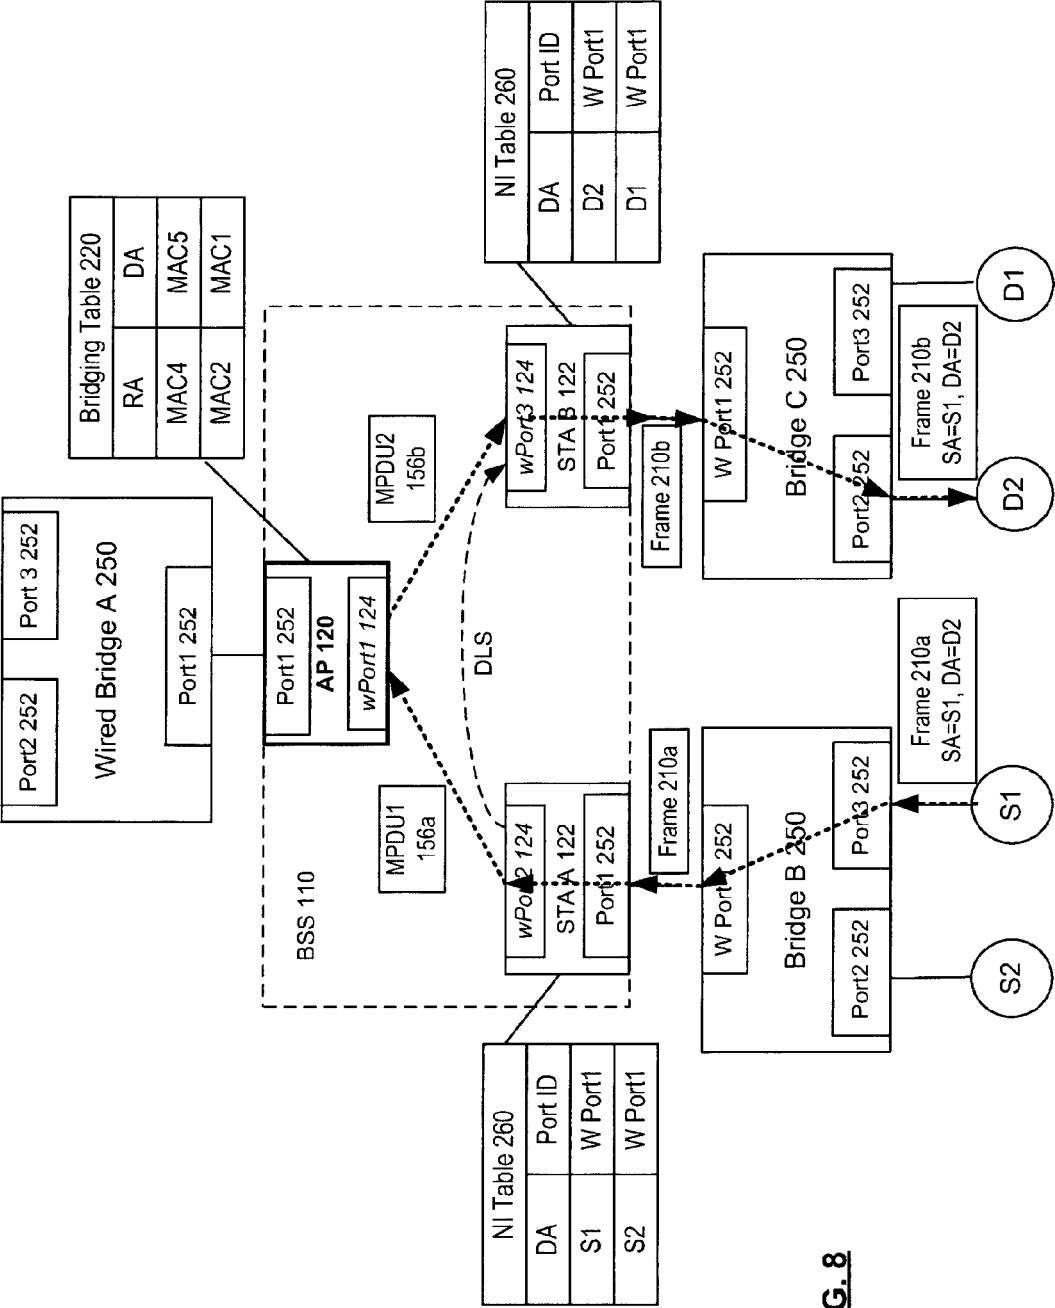 Wired Bridge A 250
Port2 252
Port 3 252
Port1 252
Bridging Table 220
RA DA
MAC4 MAC5
MAC2 MAC1
BSS 110
Port1 252
AP 120
wPort1 124
MPDU1
156a
MPDU2
156b
DLS
NI Table 260
DA Port ID
S1 W Port1
S2 W Port1
wPort2 124
STA A 122
Port1 252
wPort3 124
STA B 122
Port1 252
NI Table 260
DA Port ID
D2 W Port1
D1 W Port1
Frame 210a
Frame 210b
W Port1 252
Bridge B 250
Port2 252
Port3 252
W Port1 252
Bridge C 250
Port2 252
Port3 252
Frame 210a
SA=S1, DA=D2
Frame 210b
SA=S1, DA=D2
S2
S1
D2
D1
G. 8